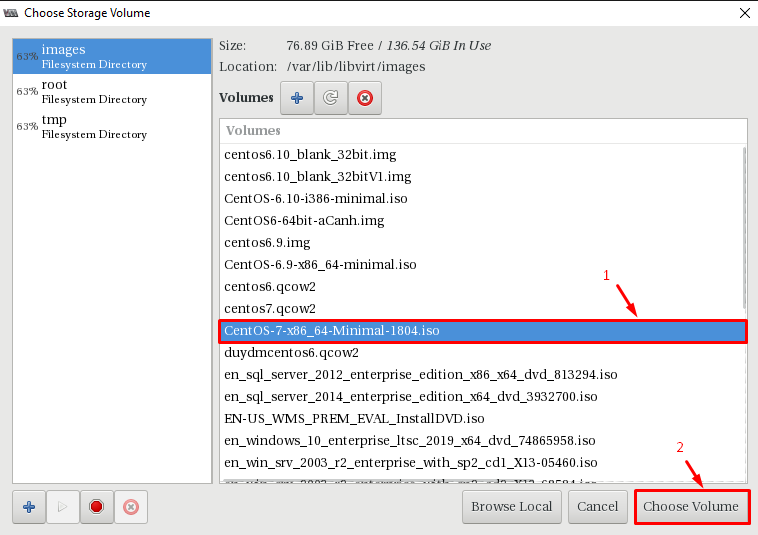 Choose Storage Volume
63% images
Filesystem Directory
63% root
Filesystem Directory
63% tmp
Filesystem Directory
Size: 76.89 GiB Free / 136.54 GiB In Use
Location: /var/lib/libvirt/images
Volumes
Volumes
centos6.10_blank_32bit.img
centos6.10_blank_32bitV1.img
CentOS-6.10-i386-minimal.iso
CentOS6-64bit-aCanh.img
centos6.9.img
CentOS-6.9-x86_64-minimal.iso
centos6.qcow2
centos7.qcow2
1
CentOS-7-x86_64-Minimal-1804.iso
duydmcentos6.qcow2
en_sql_server_2012_enterprise_edition_x86_x64_dvd_813294.iso
en_sql_server_2014_enterprise_edition_x64_dvd_3932700.iso
EN-US_WMS_PREM_EVAL_InstallDVD.iso
en_windows_10_enterprise_ltsc_2019_x64_dvd_74865958.iso
en_win_srv_2003_r2_enterprise_with_sp2_cd1_X13-05460.iso
2
Browse Local
Cancel
Choose Volume